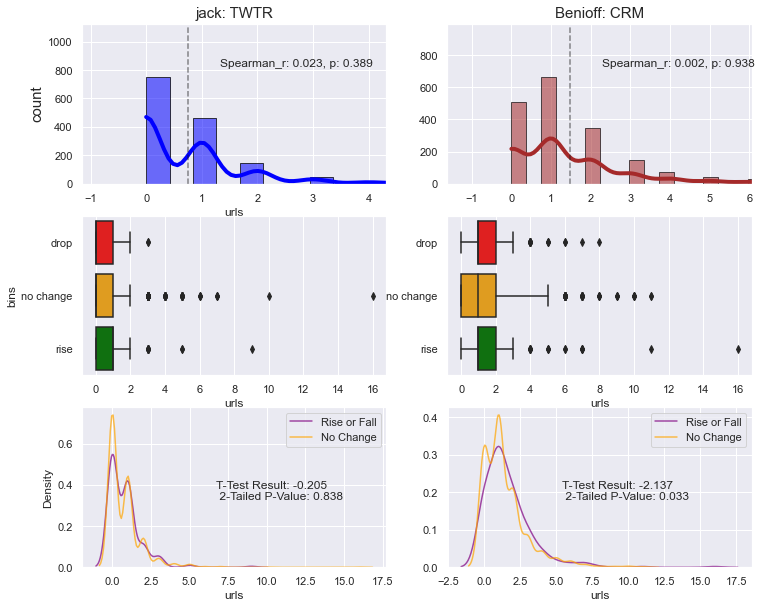 jack: TWTR
Benioff: CRM
1000
800
600
400
200
0
count
Spearman_r: 0.023, p: 0.389
-1 0 1 2 3 4
urls
800
600
400
200
0
Spearman_r: 0.002, p: 0.938
-1 0 1 2 3 4 5 6
drop
no change
rise
bins
0 2 4 6 8 10 12 14 16
urls
drop
no change
rise
0 2 4 6 8 10 12 14 16
urls
0.6
0.4
0.2
0.0
Density
Rise or Fall
No Change
T-Test Result: -0.205
2-Tailed P-Value: 0.838
0.0 2.5 5.0 7.5 10.0 12.5 15.0 17.5
urls
0.4
0.3
0.2
0.1
0.0
Rise or Fall
No Change
T-Test Result: -2.137
2-Tailed P-Value: 0.033
-2.5 0.0 2.5 5.0 7.5 10.0 12.5 15.0 17.5
urls